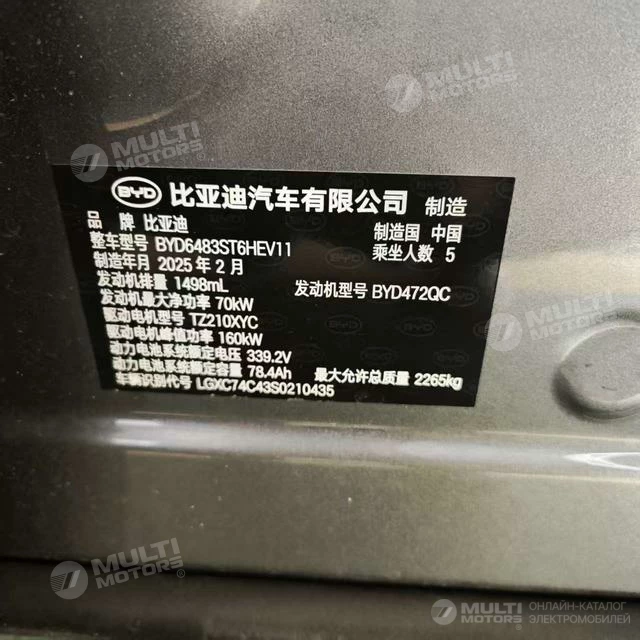 MULTI MOTORS
MULTI MOTORS
BYD 比亚迪汽车有限公司 制造
品 牌 比亚迪 制造国 中国
整车型号 BYD6483ST6HEV11 乘坐人数 5
制造年月 2025 年 2 月
发动机排量 1498mL 发动机型号 BYD472QC
发动机最大净功率 70kW
驱动电机型号 TZ210XYC
驱动电机峰值功率 160kW
动力电池系统额定电压 339.2V
动力电池系统额定容量 78.4Ah 最大允许总质量 2265kg
车辆识别代号 LGXC74C43S0210435
MULTI MOTORS
MULTI MOTORS
MULTI MOTORS ОНЛАЙН-КАТАЛОГ ЭЛЕКТРОМОБИЛЕЙ